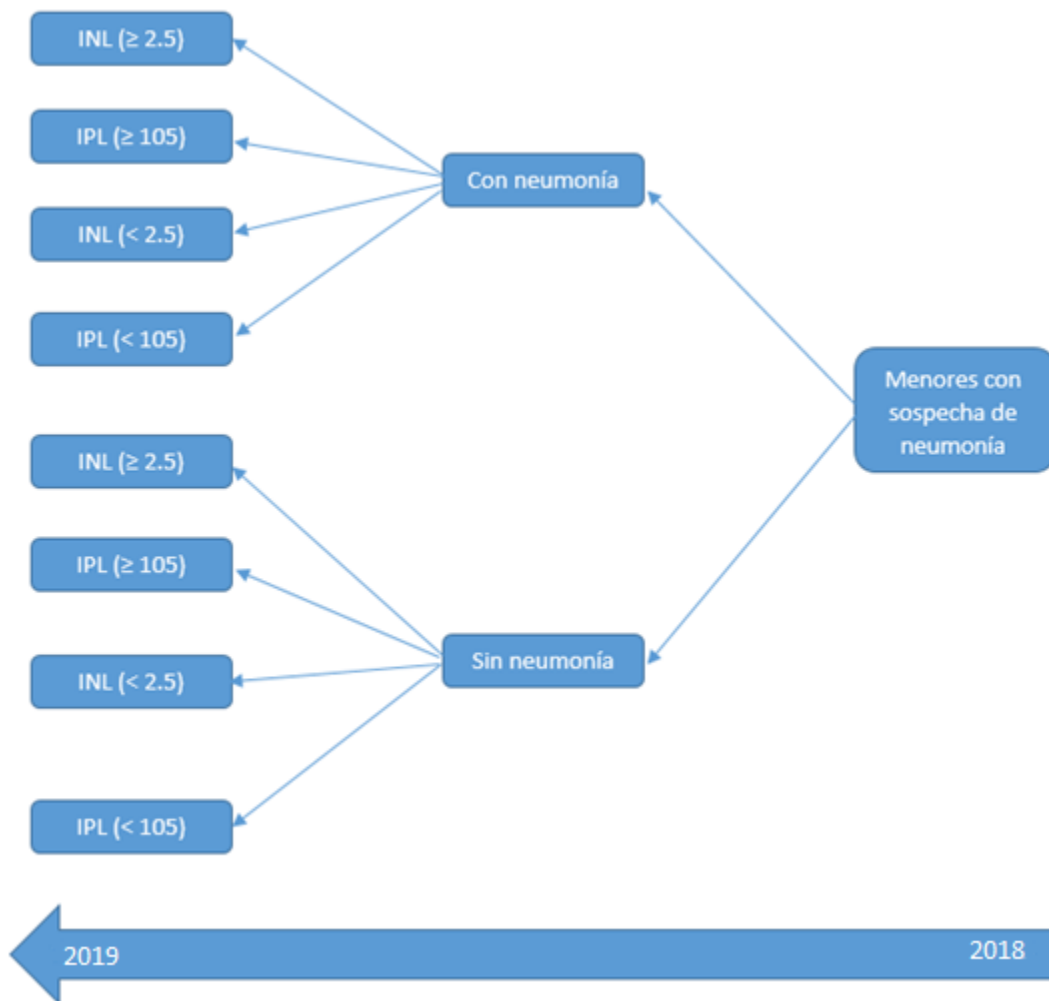 INL (≥ 2.5)
IPL (≥ 105)
INL (< 2.5)
IPL (< 105)
Con neumonía
Menores con
sospecha de
neumonía
INL (≥ 2.5)
IPL (≥ 105)
INL (< 2.5)
IPL (< 105)
Sin neumonía
2019
2018